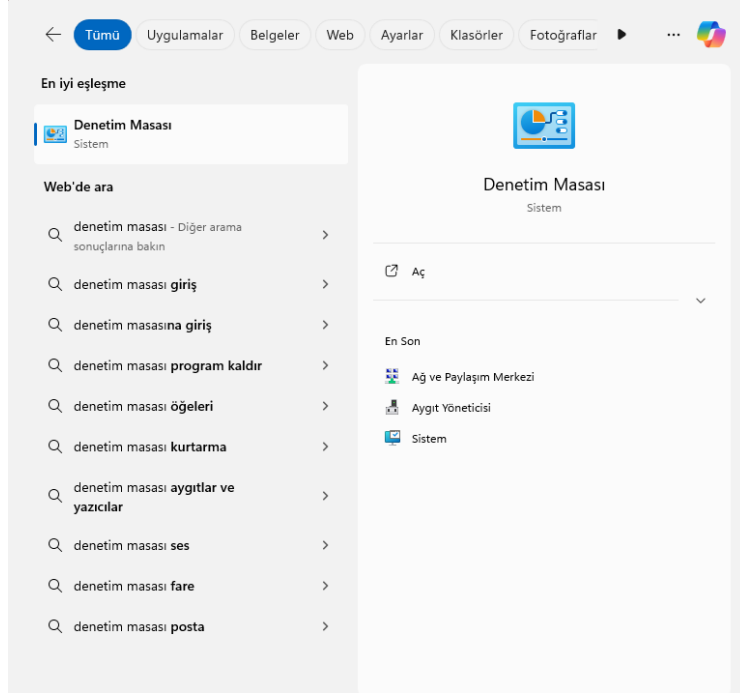 Tümü
Uygulamalar
Belgeler
Web
Ayarlar
Klasörler
Fotoğraflar
En iyi eşleşme
Denetim Masası
Sistem
Web'de ara
denetim masası - Diğer arama
sonuçlarına bakın
denetim masası giriş
denetim masasına giriş
denetim masası program kaldır
denetim masası öğeleri
denetim masası kurtarma
denetim masası aygıtlar ve
yazıcılar
denetim masası ses
denetim masası fare
denetim masası posta
Denetim Masası
Sistem
Aç
En Son
Ağ ve Paylaşım Merkezi
Aygıt Yöneticisi
Sistem